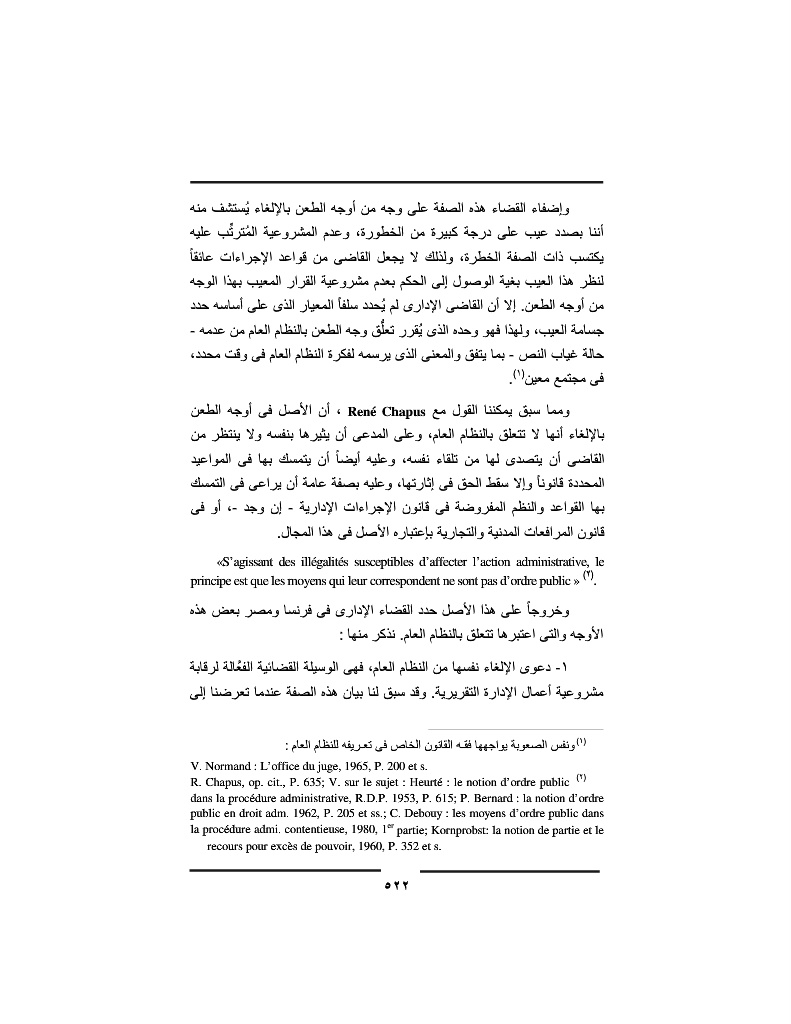 وإضفاء القضاء هذه الصفة على وجه من أوجه الطعن بالإلغاء يُستشف منه
أننا بصدد عيب على درجة كبيرة من الخطورة، وعدم المشروعية المُترتَّب عليه
يكتسب ذات الصفة الخطرة، ولذلك لا يجعل القاضى من قواعد الإجراءات عائقاً
لنظر هذا العيب بغية الوصول إلى الحكم بعدم مشروعية القرار المعيب بهذا الوجه
من أوجه الطعن. إلا أن القاضى الإدارى لم يُحدد سلفاً المعيار الذى على أساسه حدد
جسامة العيب، ولهذا فهو وحده الذى يُقرر تعلُّق وجه الطعن بالنظام العام من عدمه -
حالة غياب النص - بما يتفق والمعنى الذى يرسمه لفكرة النظام العام فى وقت محدد،
فى مجتمع معين(١).
ومما سبق يمكننا القول مع René Chapus ، أن الأصل فى أوجه الطعن
بالإلغاء أنها لا تتعلق بالنظام العام، وعلى المدعى أن يثيرها بنفسه ولا ينتظر من
القاضى أن يتصدى لها من تلقاء نفسه، وعليه أيضاً أن يتمسك بها فى المواعيد
المحددة قانوناً وإلا سقط الحق فى إثارتها، وعليه بصفة عامة أن يراعى فى التمسك
بها القواعد والنظم المفروضة فى قانون الإجراءات الإدارية - إن وجد -، أو فى
قانون المرافعات المدنية والتجارية بإعتباره الأصل فى هذا المجال.
«S’agissant des illégalités susceptibles d’affecter l’action administrative, le
principe est que les moyens qui leur correspondent ne sont pas d’ordre public » (٢).
وخروجاً على هذا الأصل حدد القضاء الإدارى فى فرنسا ومصر بعض هذه
الأوجه والتى اعتبرها تتعلق بالنظام العام. نذكر منها :
١- دعوى الإلغاء نفسها من النظام العام، فهى الوسيلة القضائية الفعَّالة لرقابة
مشروعية أعمال الإدارة التقريرية. وقد سبق لنا بيان هذه الصفة عندما تعرضنا إلى
(١) ونفس الصعوبة يواجهها فقـه القانون الخاص فى تعـريفه للنظام العام :
V. Normand : L’office du juge, 1965, P. 200 et s.
R. Chapus, op. cit., P. 635; V. sur le sujet : Heurté : le notion d’ordre public (٢)
dans la procédure administrative, R.D.P. 1953, P. 615; P. Bernard : la notion d’ordre
public en droit adm. 1962, P. 205 et ss.; C. Debouy : les moyens d’ordre public dans
la procédure admi. contentieuse, 1980, 1er partie; Kornprobst: la notion de partie et le
recours pour excès de pouvoir, 1960, P. 352 et s.
٥٢٢